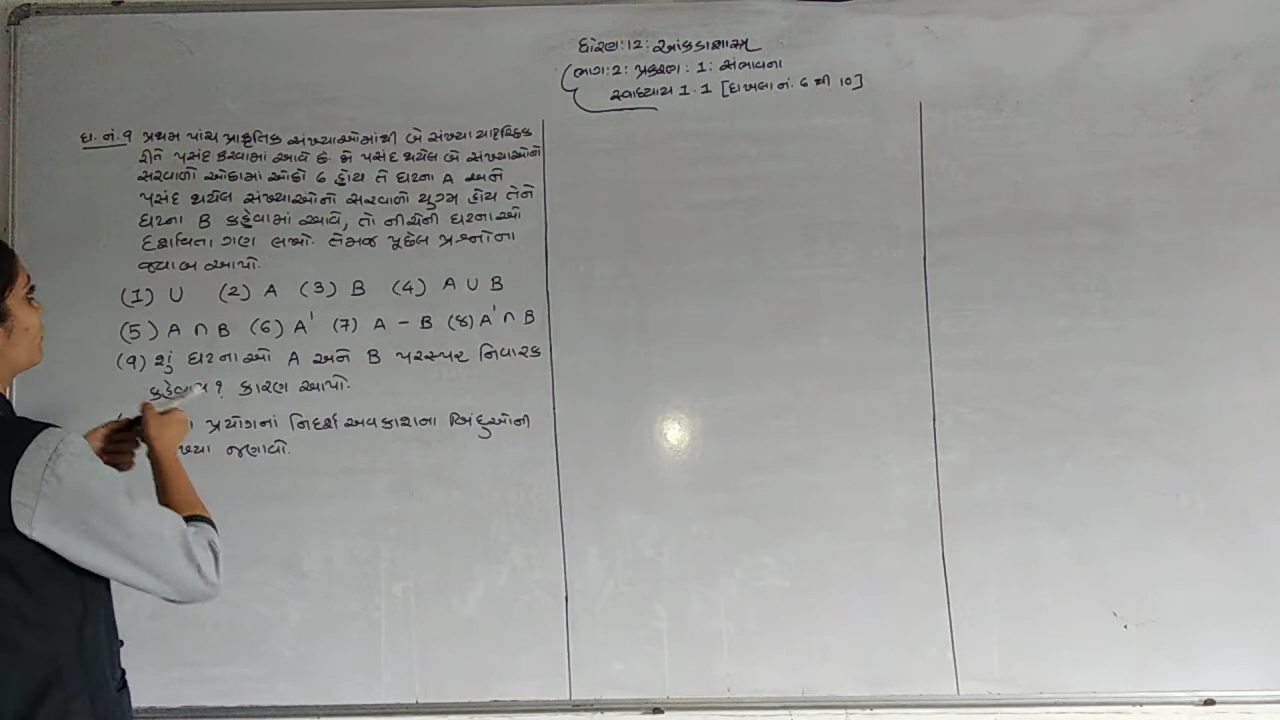 ધોરણ:12: આંકડાશાસ્ત્ર
ભાગ:2: પ્રકરણ: 1: સંભાવના
સ્વાધ્યાય 1.1 [દાખલા નં. 6 થી 10]
દા.નં.9 પ્રથમ પાંચ પ્રાકૃતિક સંખ્યાઓમાંથી બે સંખ્યા યાદૃચ્છિક
રીતે પસંદ કરવામાં આવે છે. જો પસંદ થયેલ બે સંખ્યાઓનો
સરવાળો ઓછામાં ઓછો 6 હોય તે ઘટના A અને
પસંદ થયેલ સંખ્યાઓનો સરવાળો યુગ્મ હોય તેને
ઘટના B કહેવામાં આવે, તો નીચેની ઘટનાઓ
દર્શાવતા ગણ લખો. તેમજ પૂછેલ પ્રશ્નોના
જવાબ આપો.
(1) U (2) A (3) B (4) A ∪ B
(5) A ∩ B (6) A' (7) A - B (8) A' ∩ B
(9) શું ઘટનાઓ A અને B પરસ્પર નિવારક
કહેવાય ? કારણ આપો.
પ્રયોગનાં નિદર્શ અવકાશના બિંદુઓની
જણાવો.